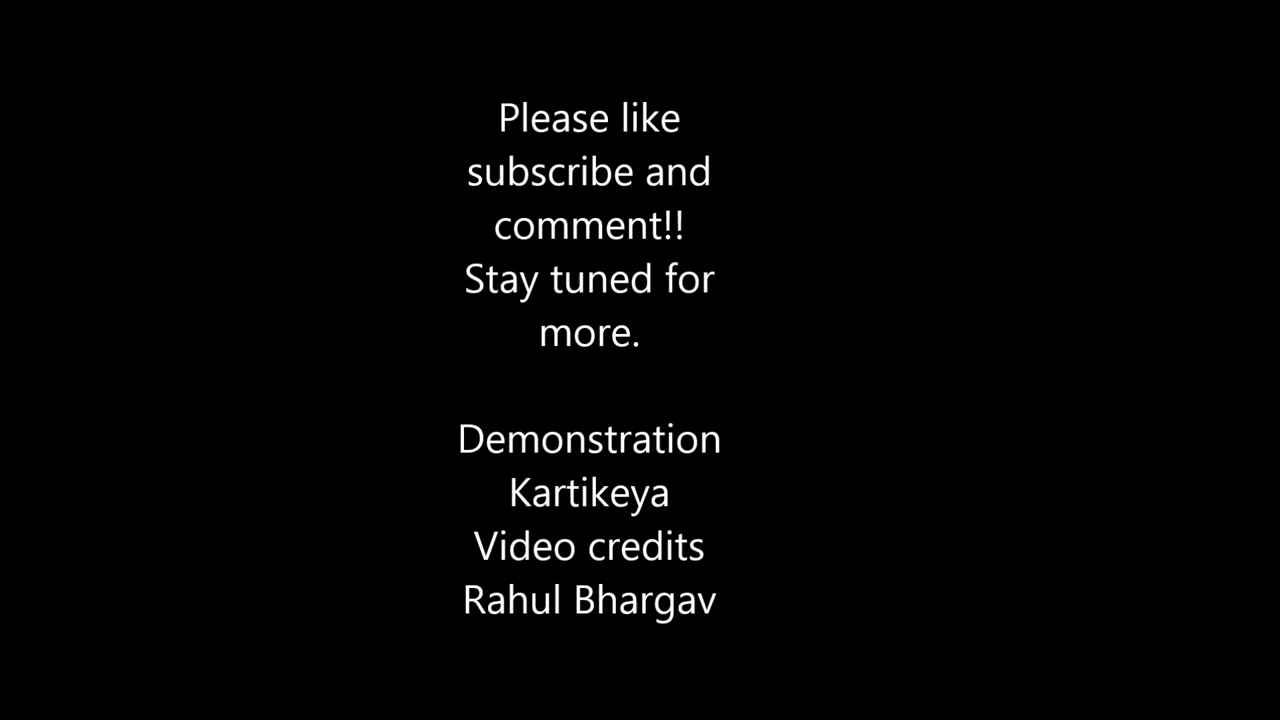 Please like
subscribe and
comment!!
Stay tuned for
more.
Demonstration
Kartikeya
Video credits
Rahul Bhargav